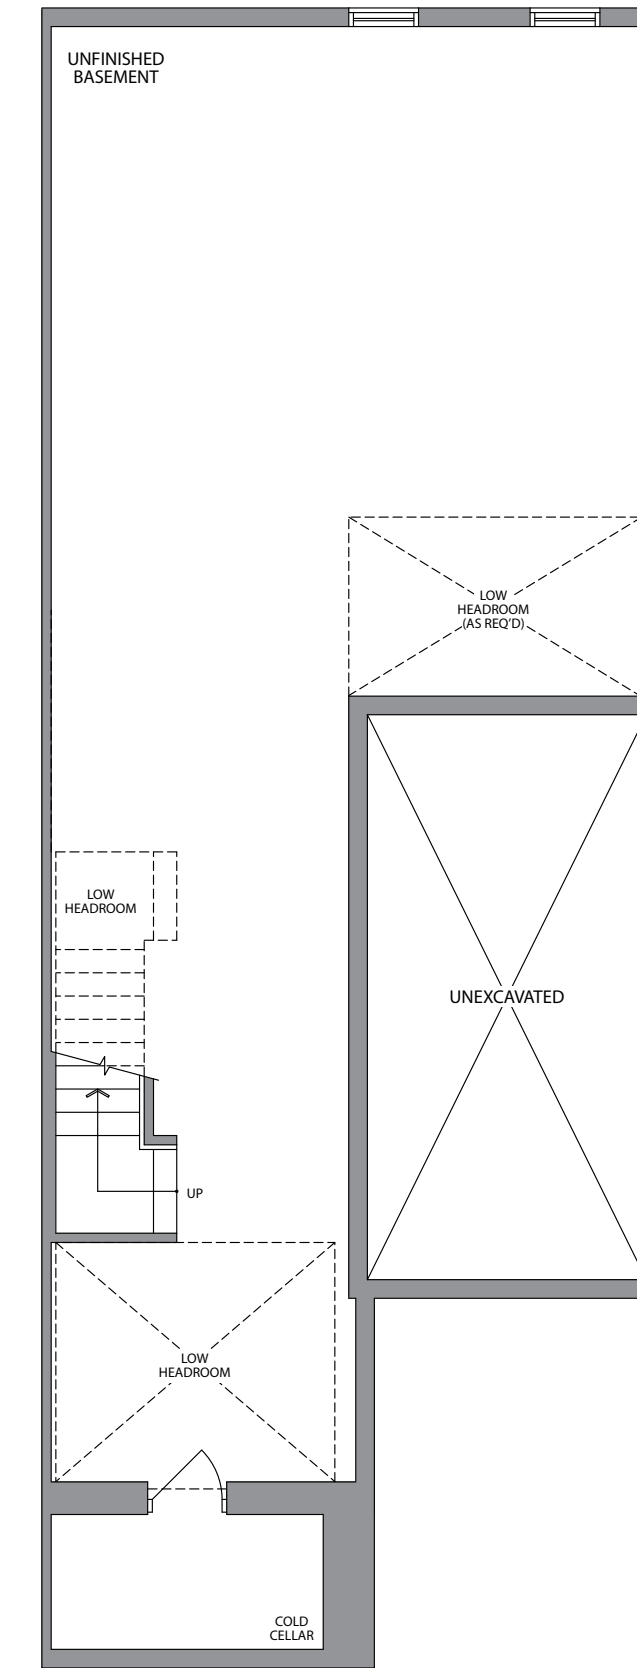 UNFINISHED
BASEMENT
LOW
HEADROOM
(AS REQ'D)
LOW
HEADROOM
UNEXCAVATED
UP
LOW
HEADROOM
COLD
CELLAR